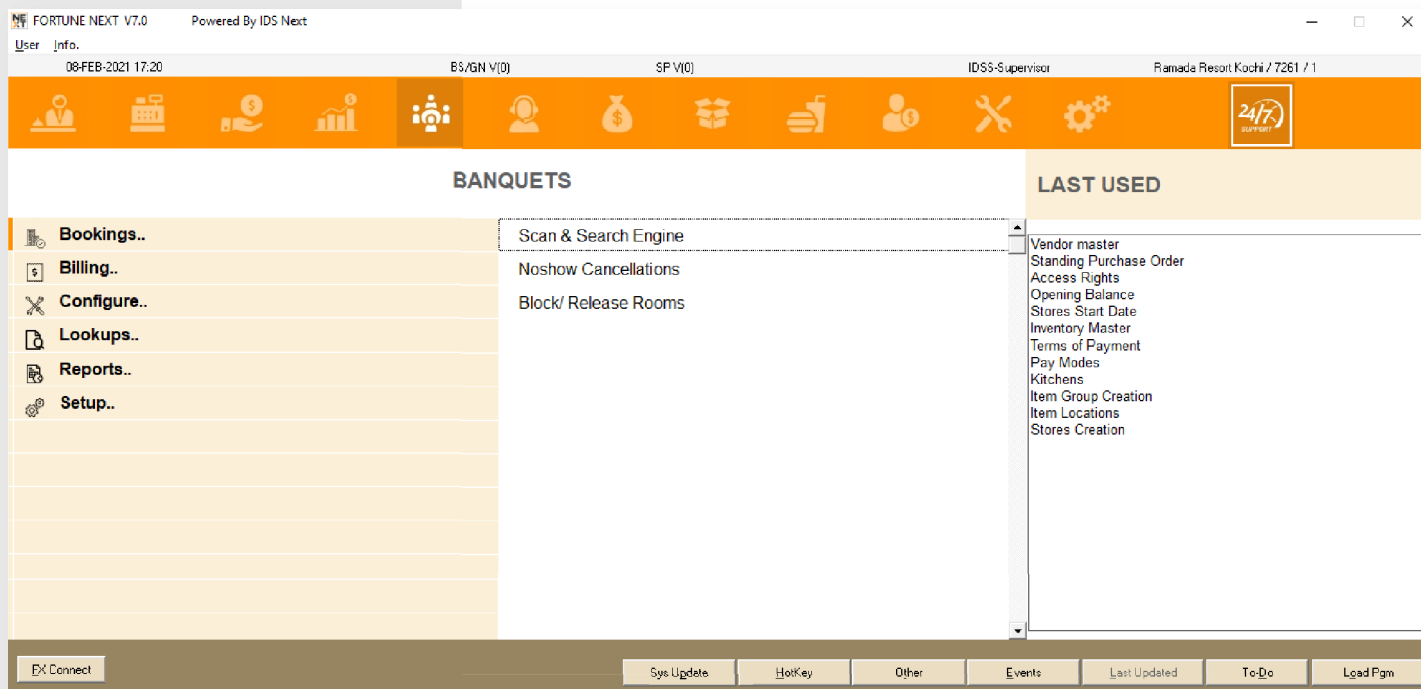 NE
XT FORTUNE NEXT V7.0 Powered By IDS Next
User Info.
08-FEB-2021 17:20 BS/GN V(0) SP V(0) IDSS-Supervisor Ramada Resort Kochi / 7261 / 1
24/7
SUPPORT
BANQUETS
LAST USED
Bookings..
Billing..
Configure..
Lookups..
Reports..
Setup..
Scan & Search Engine
Noshow Cancellations
Block/ Release Rooms
Vendor master
Standing Purchase Order
Access Rights
Opening Balance
Stores Start Date
Inventory Master
Terms of Payment
Pay Modes
Kitchens
Item Group Creation
Item Locations
Stores Creation
FX Connect Sys Update HotKey Other Events Last Updated To-Do Load Pgm